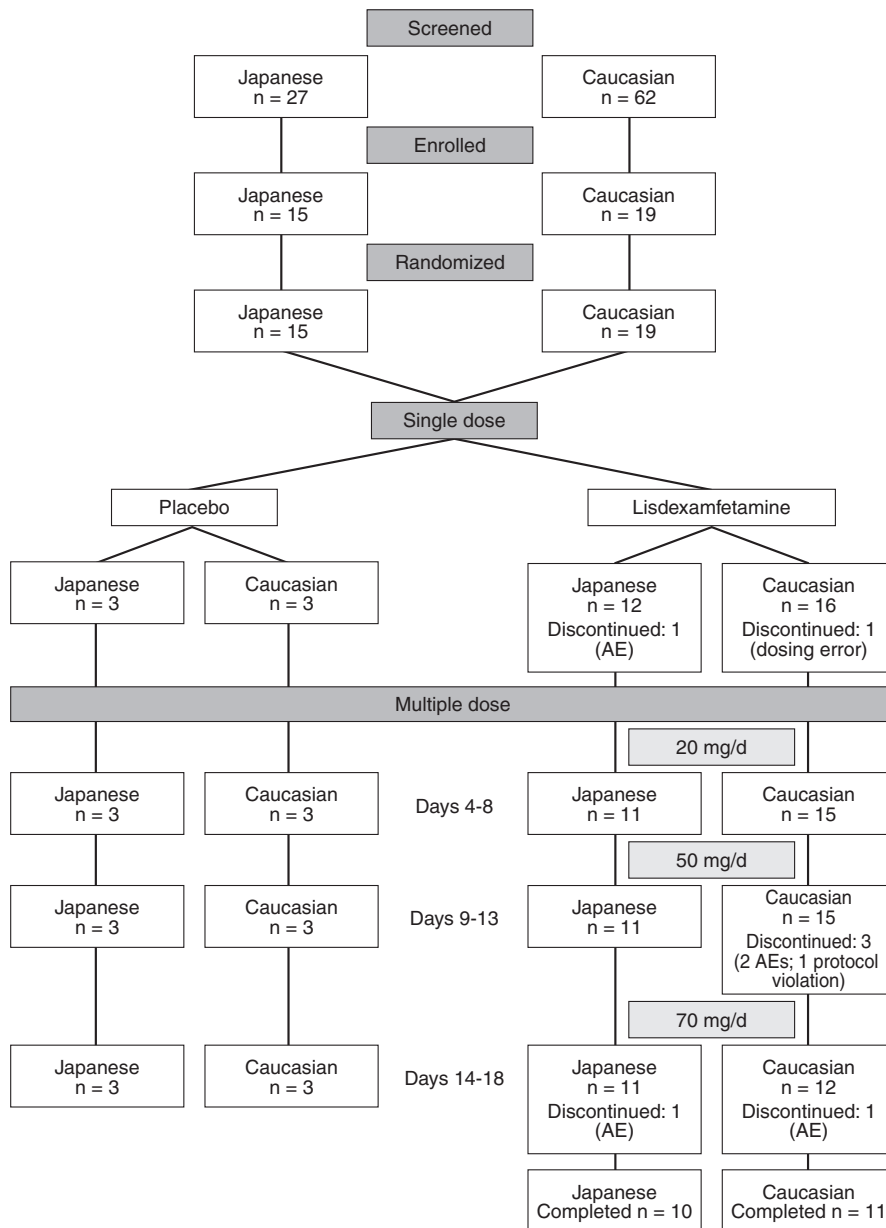 Screened
Japanese
n = 27
Caucasian
n = 62
Enrolled
Japanese
n = 15
Caucasian
n = 19
Randomized
Japanese
n = 15
Caucasian
n = 19
Single dose
Placebo
Lisdexamfetamine
Japanese
n = 3
Caucasian
n = 3
Japanese
n = 12
Discontinued: 1
(AE)
Caucasian
n = 16
Discontinued: 1
(dosing error)
Multiple dose
20 mg/d
Japanese
n = 3
Caucasian
n = 3
Days 4-8
Japanese
n = 11
Caucasian
n = 15
50 mg/d
Japanese
n = 3
Caucasian
n = 3
Days 9-13
Japanese
n = 11
Caucasian
n = 15
Discontinued: 3
(2 AEs; 1 protocol
violation)
70 mg/d
Japanese
n = 3
Caucasian
n = 3
Days 14-18
Japanese
n = 11
Discontinued: 1
(AE)
Caucasian
n = 12
Discontinued: 1
(AE)
Japanese
Completed n = 10
Caucasian
Completed n = 11